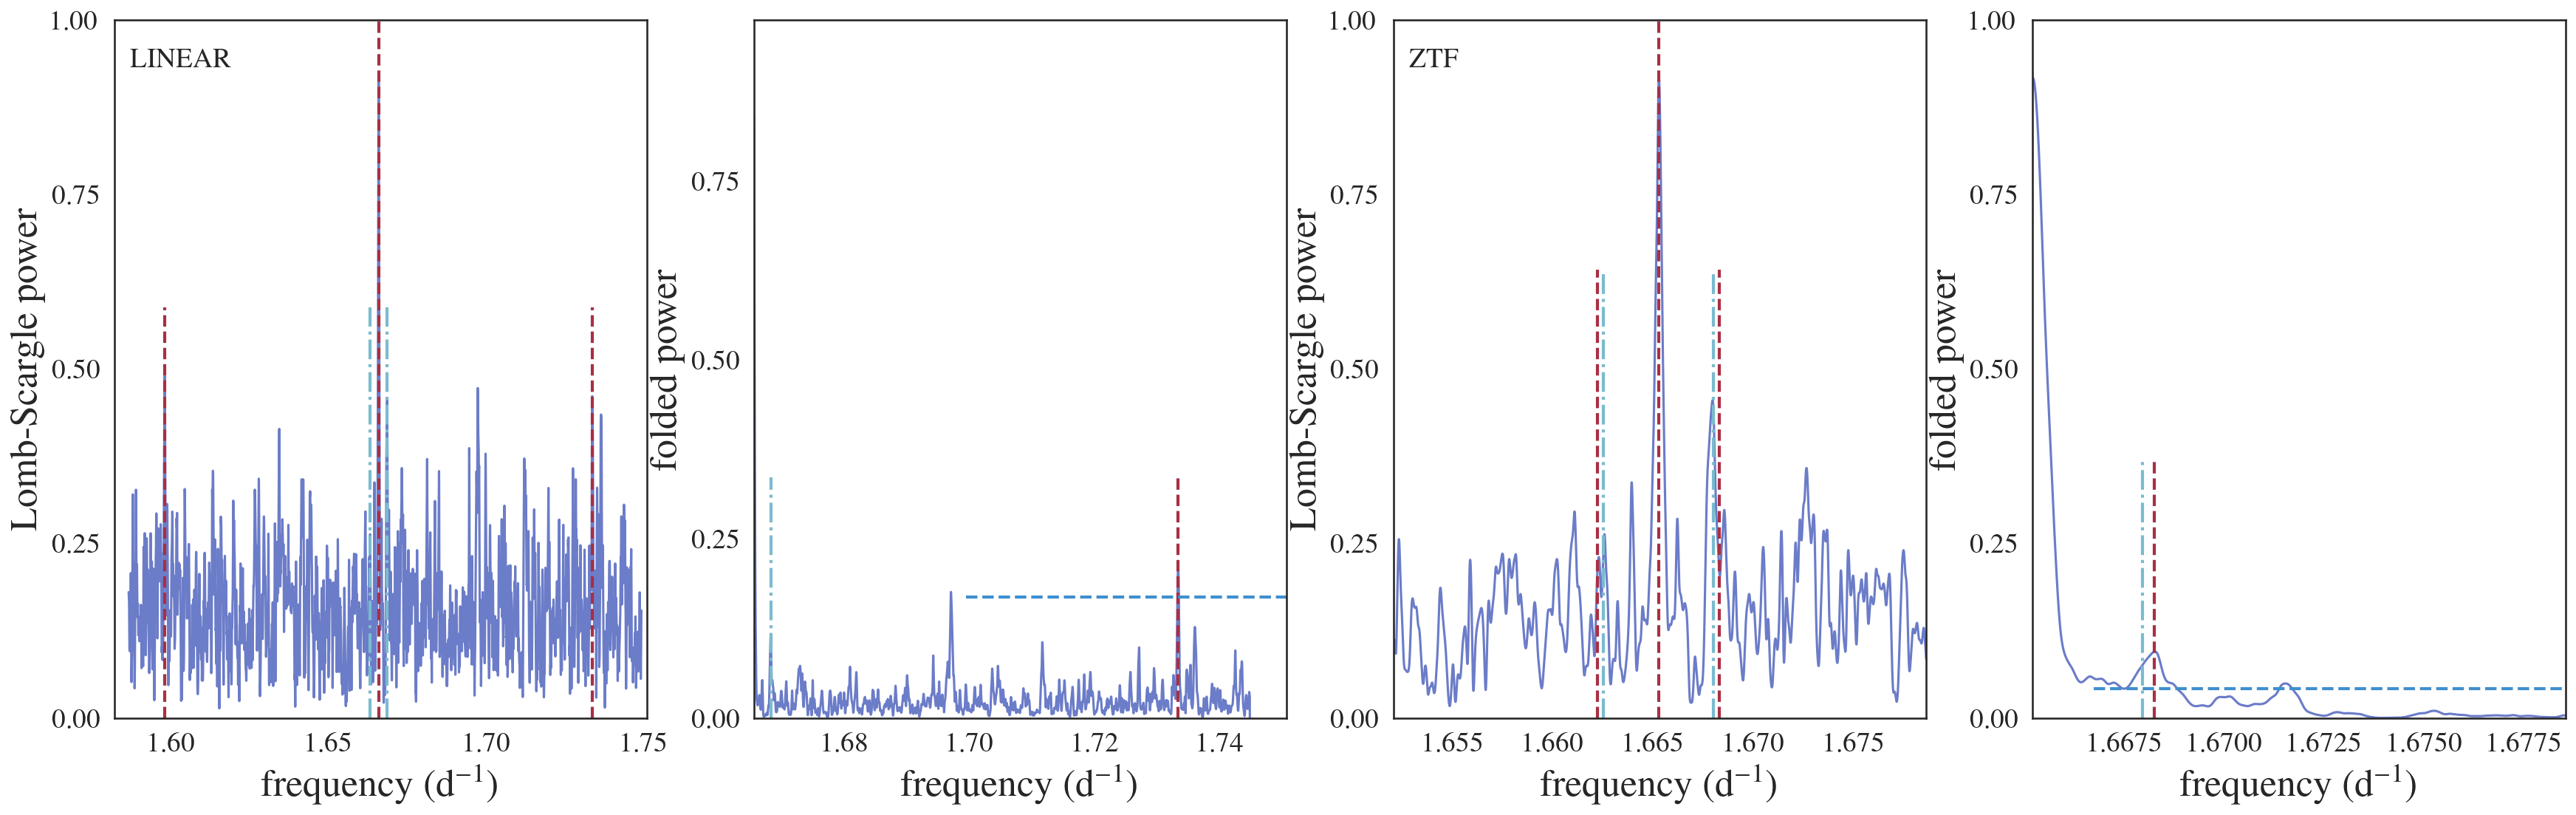 LINEAR
Lomb-Scargle power
1.00
0.75
0.50
0.25
0.00
1.60 1.65 1.70 1.75
frequency (d⁻¹)
folded power
0.75
0.50
0.25
0.00
1.68 1.70 1.72 1.74
frequency (d⁻¹)
ZTF
Lomb-Scargle power
1.00
0.75
0.50
0.25
0.00
1.655 1.660 1.665 1.670 1.675
frequency (d⁻¹)
folded power
1.00
0.75
0.50
0.25
0.00
1.6675 1.6700 1.6725 1.6750 1.6775
frequency (d⁻¹)